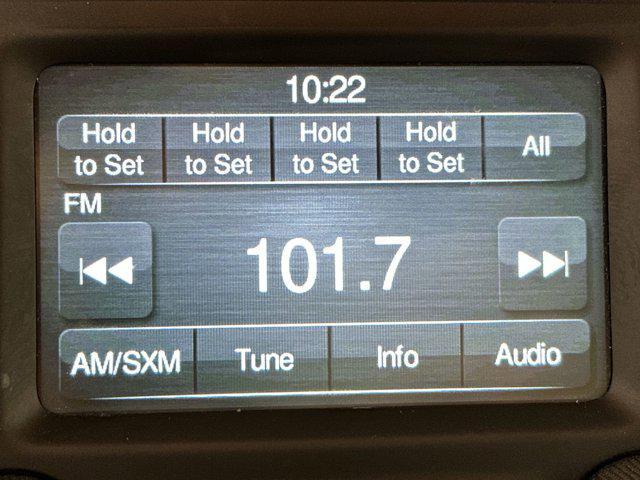 10:22
Hold to Set
Hold to Set
Hold to Set
Hold to Set
All
FM
101.7
AM/SXM
Tune
Info
Audio